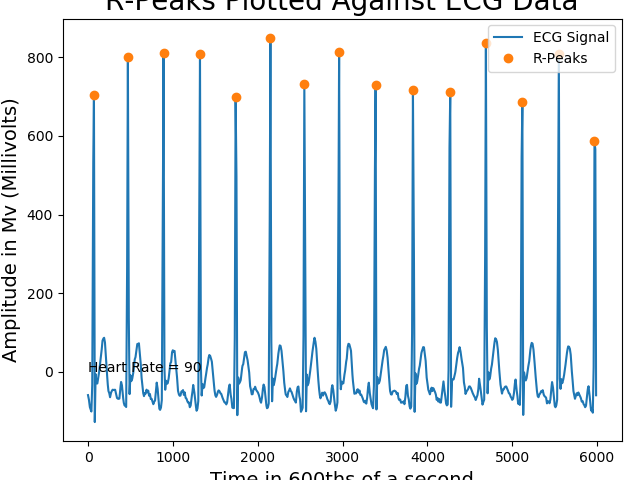 R-Peaks Plotted Against ECG Data
ECG Signal
R-Peaks
Amplitude in Mv (Millivolts)
800
600
400
200
0
Heart Rate = 90
0 1000 2000 3000 4000 5000 6000
Time in 600ths of a second